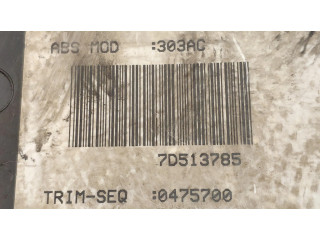 ABS MOD :303AC
7D513785
TRIM-SEQ :0475700